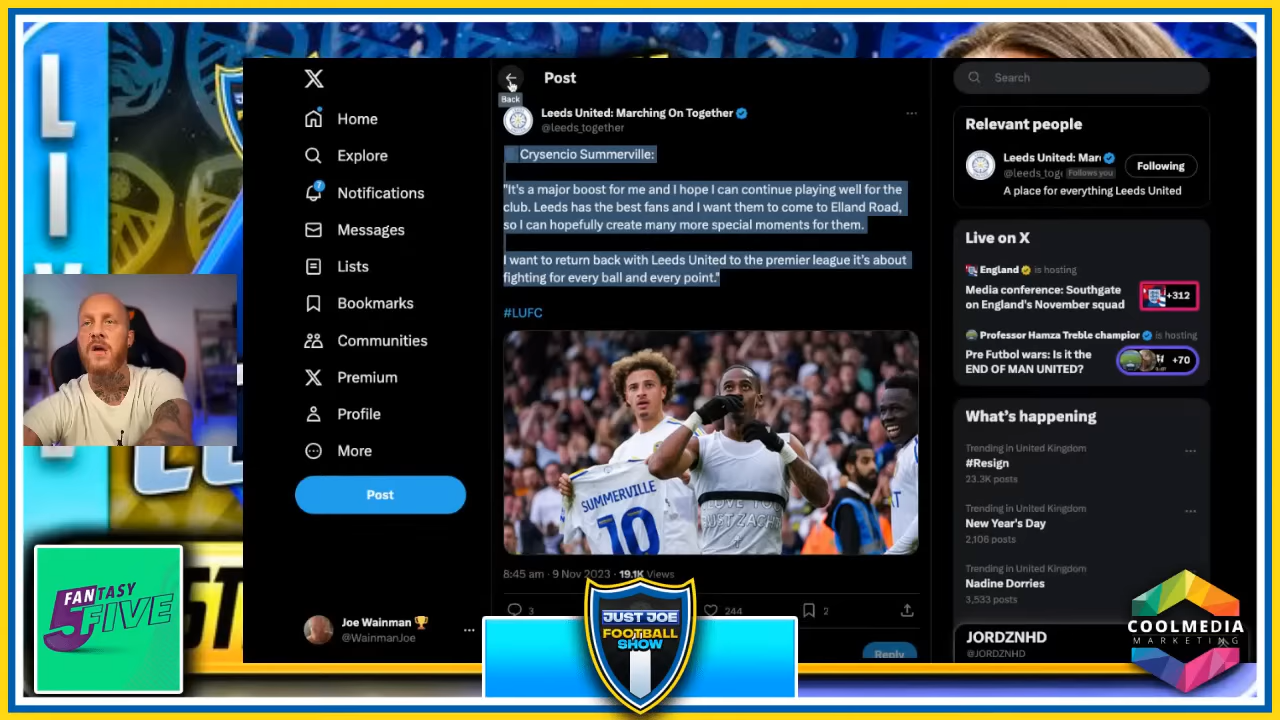 L
I
X
Post
Search
Back
Leeds United: Marching On Together
@leeds_together
Crysencio Summerville:
"It's a major boost for me and I hope I can continue playing well for the
club. Leeds has the best fans and I want them to come to Elland Road,
so I can hopefully create many more special moments for them.
I want to return back with Leeds United to the premier league it's about
fighting for every ball and every point."
#LUFC
SUMMERVILLE
10
8:45 am · 9 Nov 2023 · 19.1K Views
3
244
2
Reply
Home
Explore
7
Notifications
Messages
Lists
Bookmarks
Communities
Premium
Profile
More
Post
Joe Wainman
@WainmanJoe
Relevant people
Leeds United: Mar
@leeds_tog
Follows you
Following
A place for everything Leeds United
Live on X
England is hosting
Media conference: Southgate
on England's November squad
+312
Professor Hamza Treble champior is hosting
Pre Futbol wars: Is it the
END OF MAN UNITED?
+70
What's happening
Trending in United Kingdom
#Resign
23.3K posts
Trending in United Kingdom
New Year's Day
2,106 posts
Trending in United Kingdom
Nadine Dorries
3,533 posts
JORDZNHD
@JORDZNHD
FANTASY
5FIVE
JUST JOE
FOOTBALL
SHOW
COOLMEDIA
MARKETING